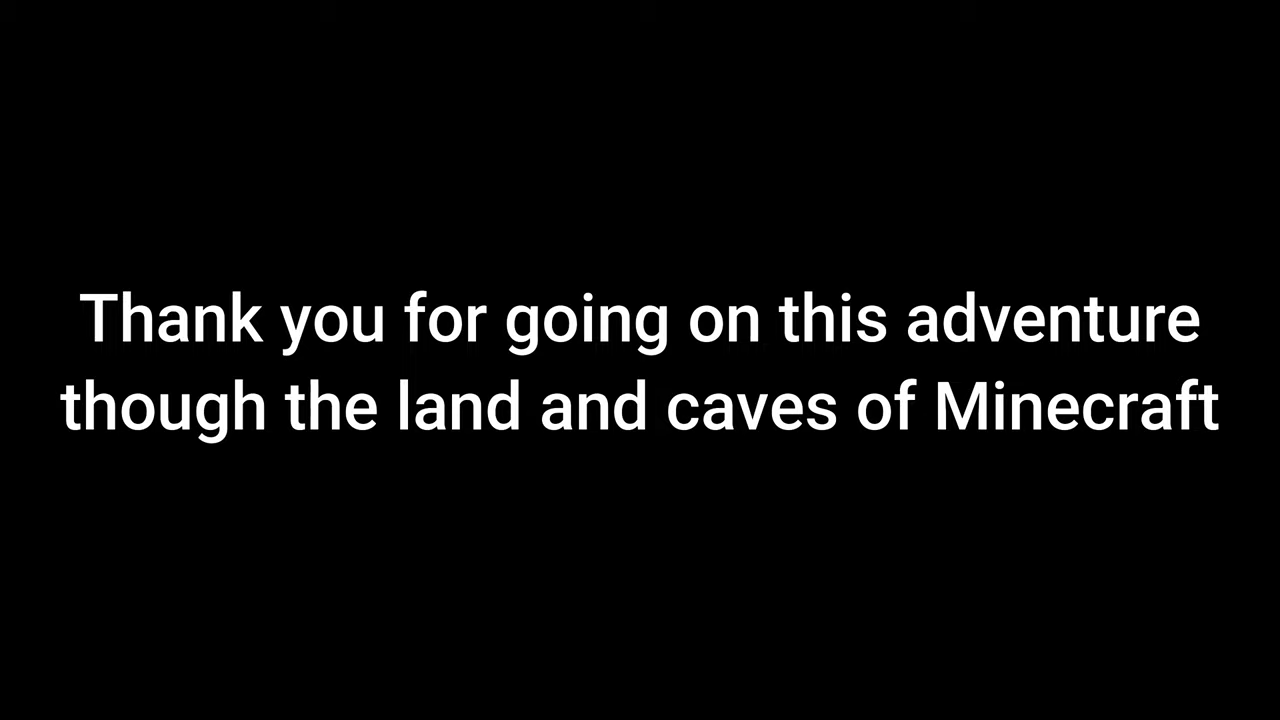 Thank you for going on this adventure
though the land and caves of Minecraft